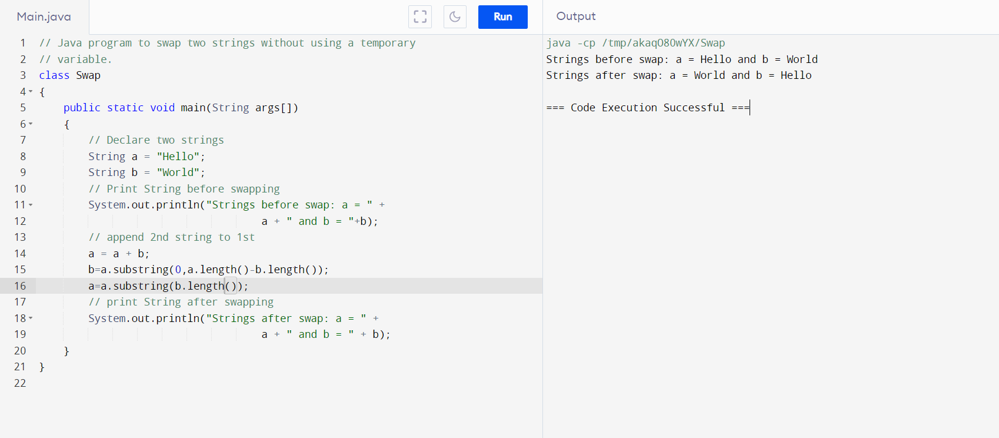 Main.java
Run
Output
1 // Java program to swap two strings without using a temporary
2 // variable.
3 class Swap
4 {
5 public static void main(String args[])
6 {
7 // Declare two strings
8 String a = "Hello";
9 String b = "World";
10 // Print String before swapping
11 System.out.println("Strings before swap: a = " +
12 a + " and b = "+b);
13 // append 2nd string to 1st
14 a = a + b;
15 b=a.substring(0,a.length()-b.length());
16 a=a.substring(b.length());
17 // print String after swapping
18 System.out.println("Strings after swap: a = " +
19 a + " and b = " + b);
20 }
21 }
22
java -cp /tmp/akaqO8OwYX/Swap
Strings before swap: a = Hello and b = World
Strings after swap: a = World and b = Hello
=== Code Execution Successful ===